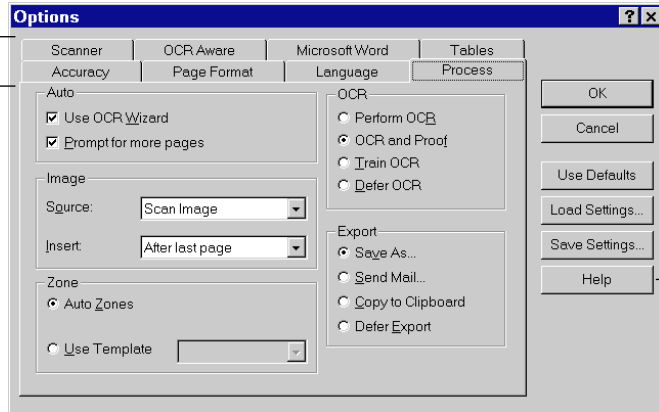 Options
Scanner OCR Aware Microsoft Word Tables
Accuracy Page Format Language Process
Auto
Use OCR Wizard
Prompt for more pages
Image
Source: Scan Image
Insert: After last page
Zone
Auto Zones
Use Template
OCR
Perform OCR
OCR and Proof
Train OCR
Defer OCR
Export
Save As...
Send Mail...
Copy to Clipboard
Defer Export
OK
Cancel
Use Defaults
Load Settings...
Save Settings...
Help